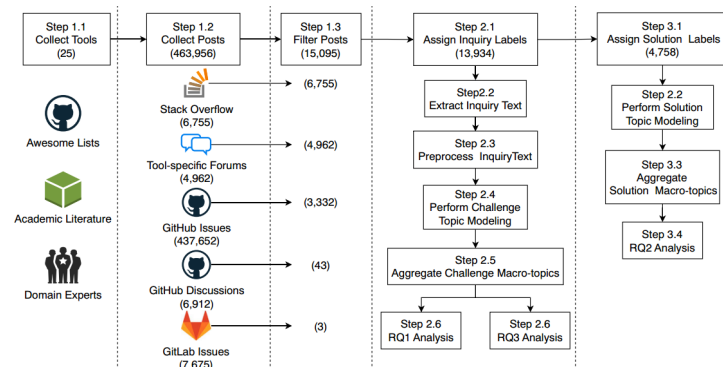 Step 1.1
Collect Tools
(25)
Awesome Lists
Academic Literature
Domain Experts
Step 1.2
Collect Posts
(463,956)
Stack Overflow
(6,755)
Tool-specific Forums
(4,962)
GitHub Issues
(437,652)
GitHub Discussions
(6,912)
GitLab Issues
(7,675)
Step 1.3
Filter Posts
(15,095)
(6,755)
(4,962)
(3,332)
(43)
(3)
Step 2.1
Assign Inquiry Labels
(13,934)
Step2.2
Extract Inquiry Text
Step 2.3
Preprocess InquiryText
Step 2.4
Perform Challenge
Topic Modeling
Step 2.5
Aggregate Challenge Macro-topics
Step 2.6
RQ1 Analysis
Step 2.6
RQ3 Analysis
Step 3.1
Assign Solution Labels
(4,758)
Step 2.2
Perform Solution
Topic Modeling
Step 3.3
Aggregate
Solution Macro-topics
Step 3.4
RQ2 Analysis